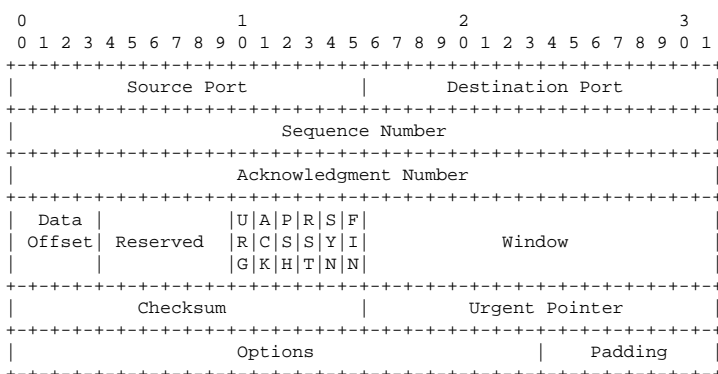 0                   1                   2                   3
 0 1 2 3 4 5 6 7 8 9 0 1 2 3 4 5 6 7 8 9 0 1 2 3 4 5 6 7 8 9 0 1
+-+-+-+-+-+-+-+-+-+-+-+-+-+-+-+-+-+-+-+-+-+-+-+-+-+-+-+-+-+-+-+-+
|          Source Port          |       Destination Port        |
+-+-+-+-+-+-+-+-+-+-+-+-+-+-+-+-+-+-+-+-+-+-+-+-+-+-+-+-+-+-+-+-+
|                        Sequence Number                        |
+-+-+-+-+-+-+-+-+-+-+-+-+-+-+-+-+-+-+-+-+-+-+-+-+-+-+-+-+-+-+-+-+
|                    Acknowledgment Number                      |
+-+-+-+-+-+-+-+-+-+-+-+-+-+-+-+-+-+-+-+-+-+-+-+-+-+-+-+-+-+-+-+-+
|  Data |           |U|A|P|R|S|F|                               |
| Offset| Reserved  |R|C|S|S|Y|I|            Window             |
|       |           |G|K|H|T|N|N|                               |
+-+-+-+-+-+-+-+-+-+-+-+-+-+-+-+-+-+-+-+-+-+-+-+-+-+-+-+-+-+-+-+-+
|           Checksum            |         Urgent Pointer        |
+-+-+-+-+-+-+-+-+-+-+-+-+-+-+-+-+-+-+-+-+-+-+-+-+-+-+-+-+-+-+-+-+
|                    Options                    |    Padding    |
+-+-+-+-+-+-+-+-+-+-+-+-+-+-+-+-+-+-+-+-+-+-+-+-+-+-+-+-+-+-+-+-+